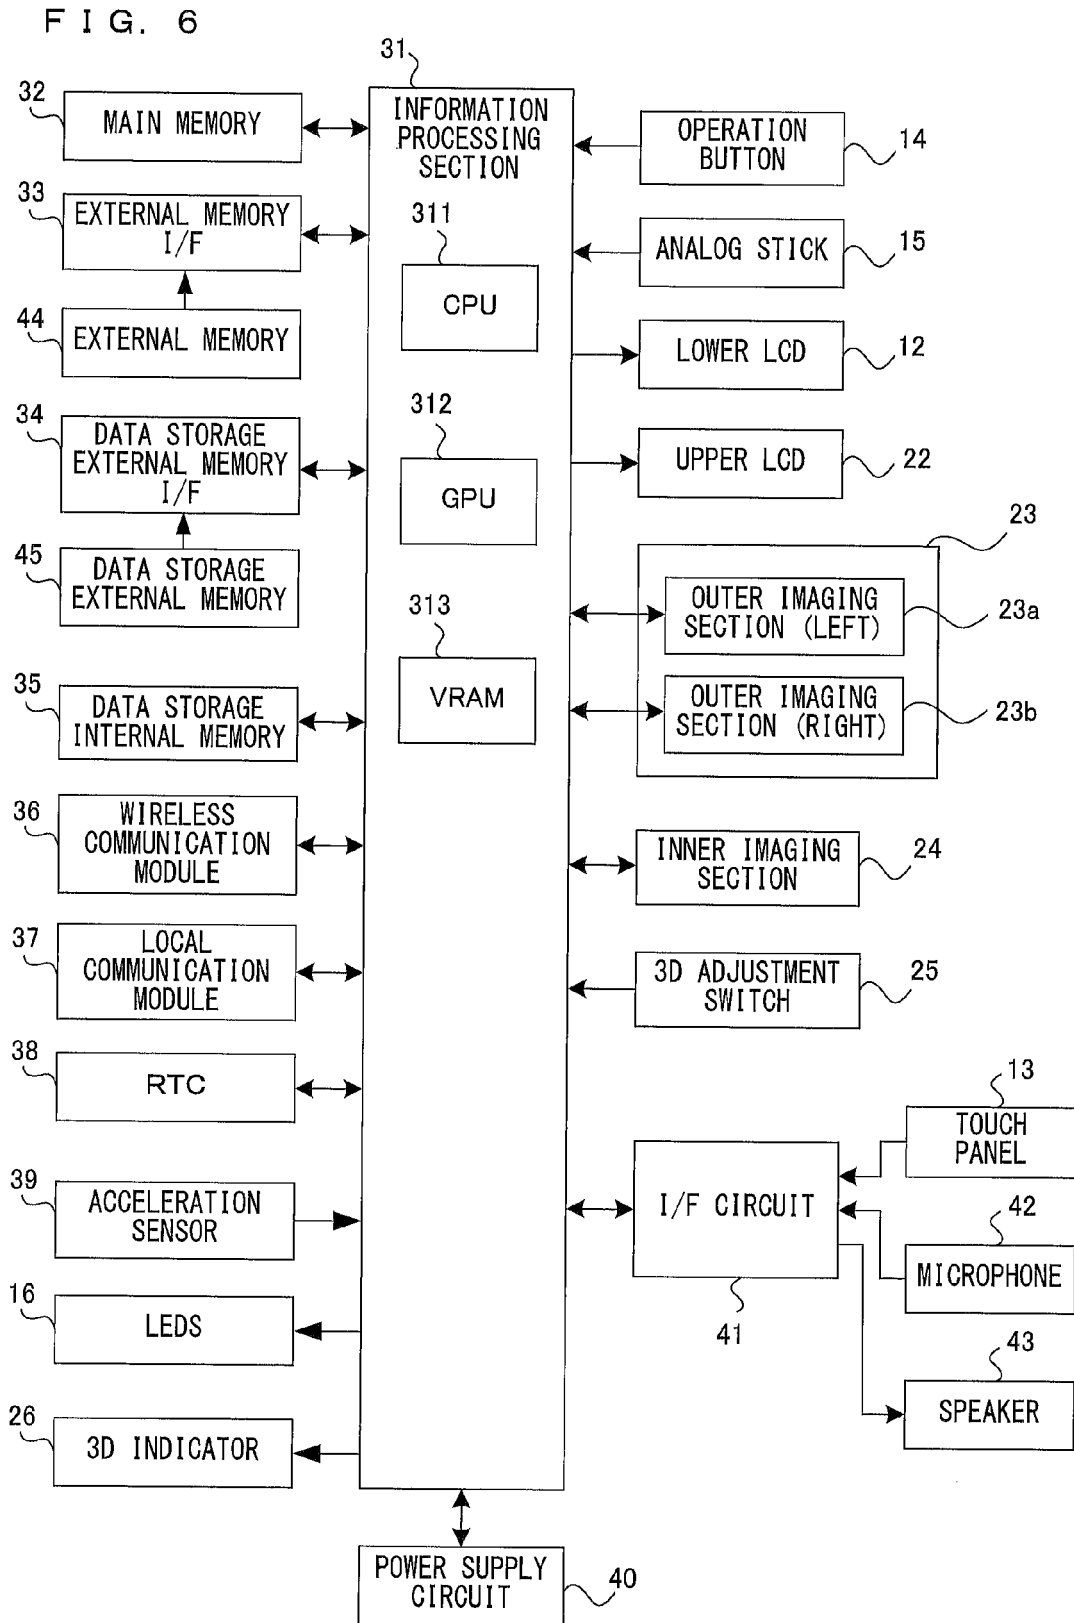 FIG. 6
31
INFORMATION
PROCESSING
SECTION
311
CPU
312
GPU
313
VRAM
32
MAIN MEMORY
33
EXTERNAL MEMORY
I/F
44
EXTERNAL MEMORY
34
DATA STORAGE
EXTERNAL MEMORY
I/F
45
DATA STORAGE
EXTERNAL MEMORY
35
DATA STORAGE
INTERNAL MEMORY
36
WIRELESS
COMMUNICATION
MODULE
37
LOCAL
COMMUNICATION
MODULE
38
RTC
39
ACCELERATION
SENSOR
16
LEDS
26
3D INDICATOR
OPERATION
BUTTON
14
ANALOG STICK
15
LOWER LCD
12
UPPER LCD
22
23
OUTER IMAGING
SECTION (LEFT)
23a
OUTER IMAGING
SECTION (RIGHT)
23b
INNER IMAGING
SECTION
24
3D ADJUSTMENT
SWITCH
25
I/F CIRCUIT
41
13
TOUCH
PANEL
42
MICROPHONE
43
SPEAKER
POWER SUPPLY
CIRCUIT
40